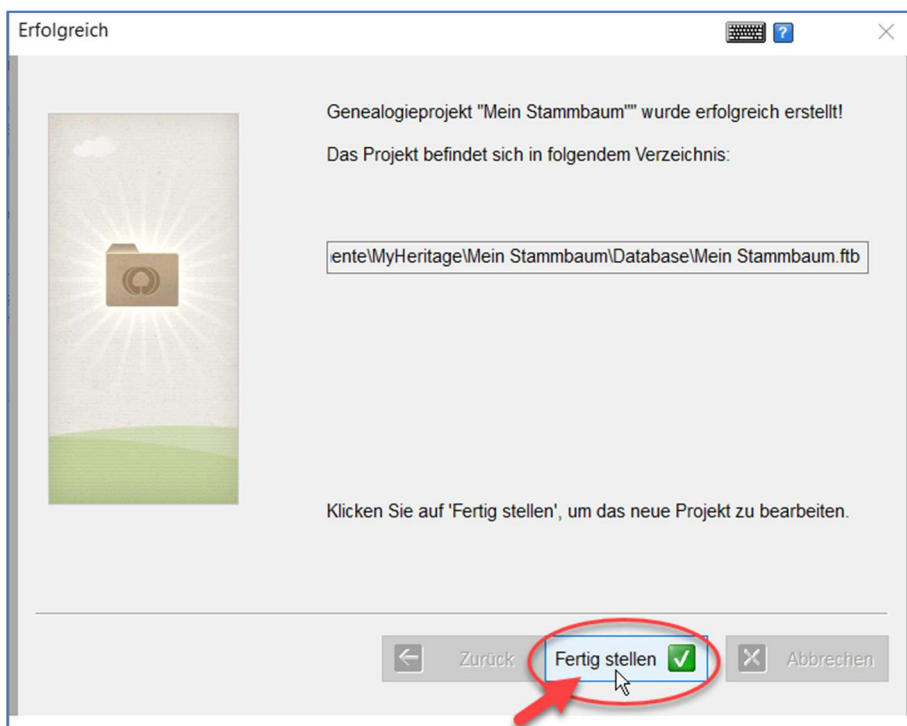 Erfolgreich
?
Genealogieprojekt "Mein Stammbaum"" wurde erfolgreich erstellt!
Das Projekt befindet sich in folgendem Verzeichnis:
ente\MyHeritage\Mein Stammbaum\Database\Mein Stammbaum.ftb
Klicken Sie auf 'Fertig stellen', um das neue Projekt zu bearbeiten.
Zurück Fertig stellen Abbrechen